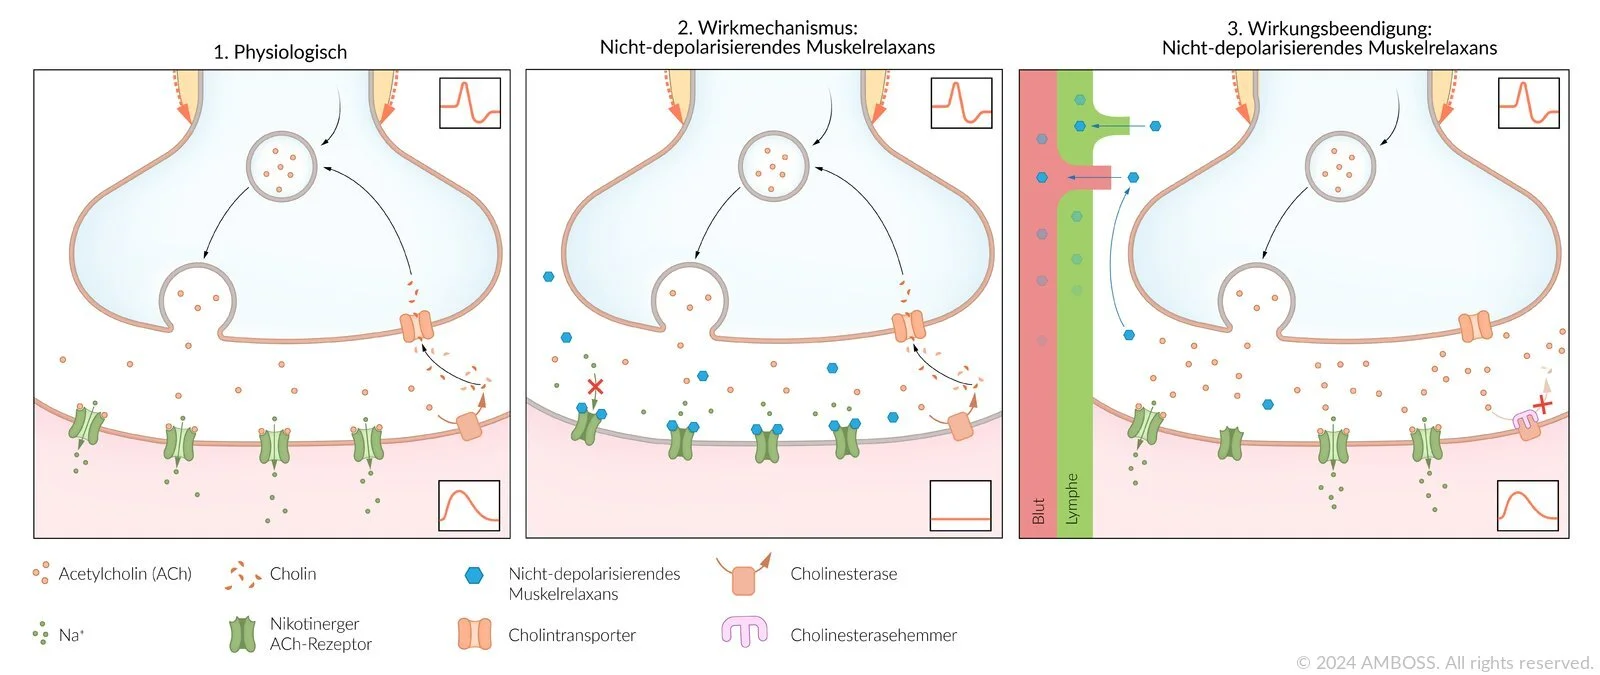 1. Physiologisch
2. Wirkmechanismus:
Nicht-depolarisierendes Muskelrelaxans
3. Wirkungsbeendigung:
Nicht-depolarisierendes Muskelrelaxans
Blut
Lymphe
Acetylcholin (ACh)
Cholin
Nicht-depolarisierendes
Muskelrelaxans
Cholinesterase
Na⁺
Nikotinerger
ACh-Rezeptor
Cholintransporter
Cholinesterasehemmer
© 2024 AMBOSS. All rights reserved.